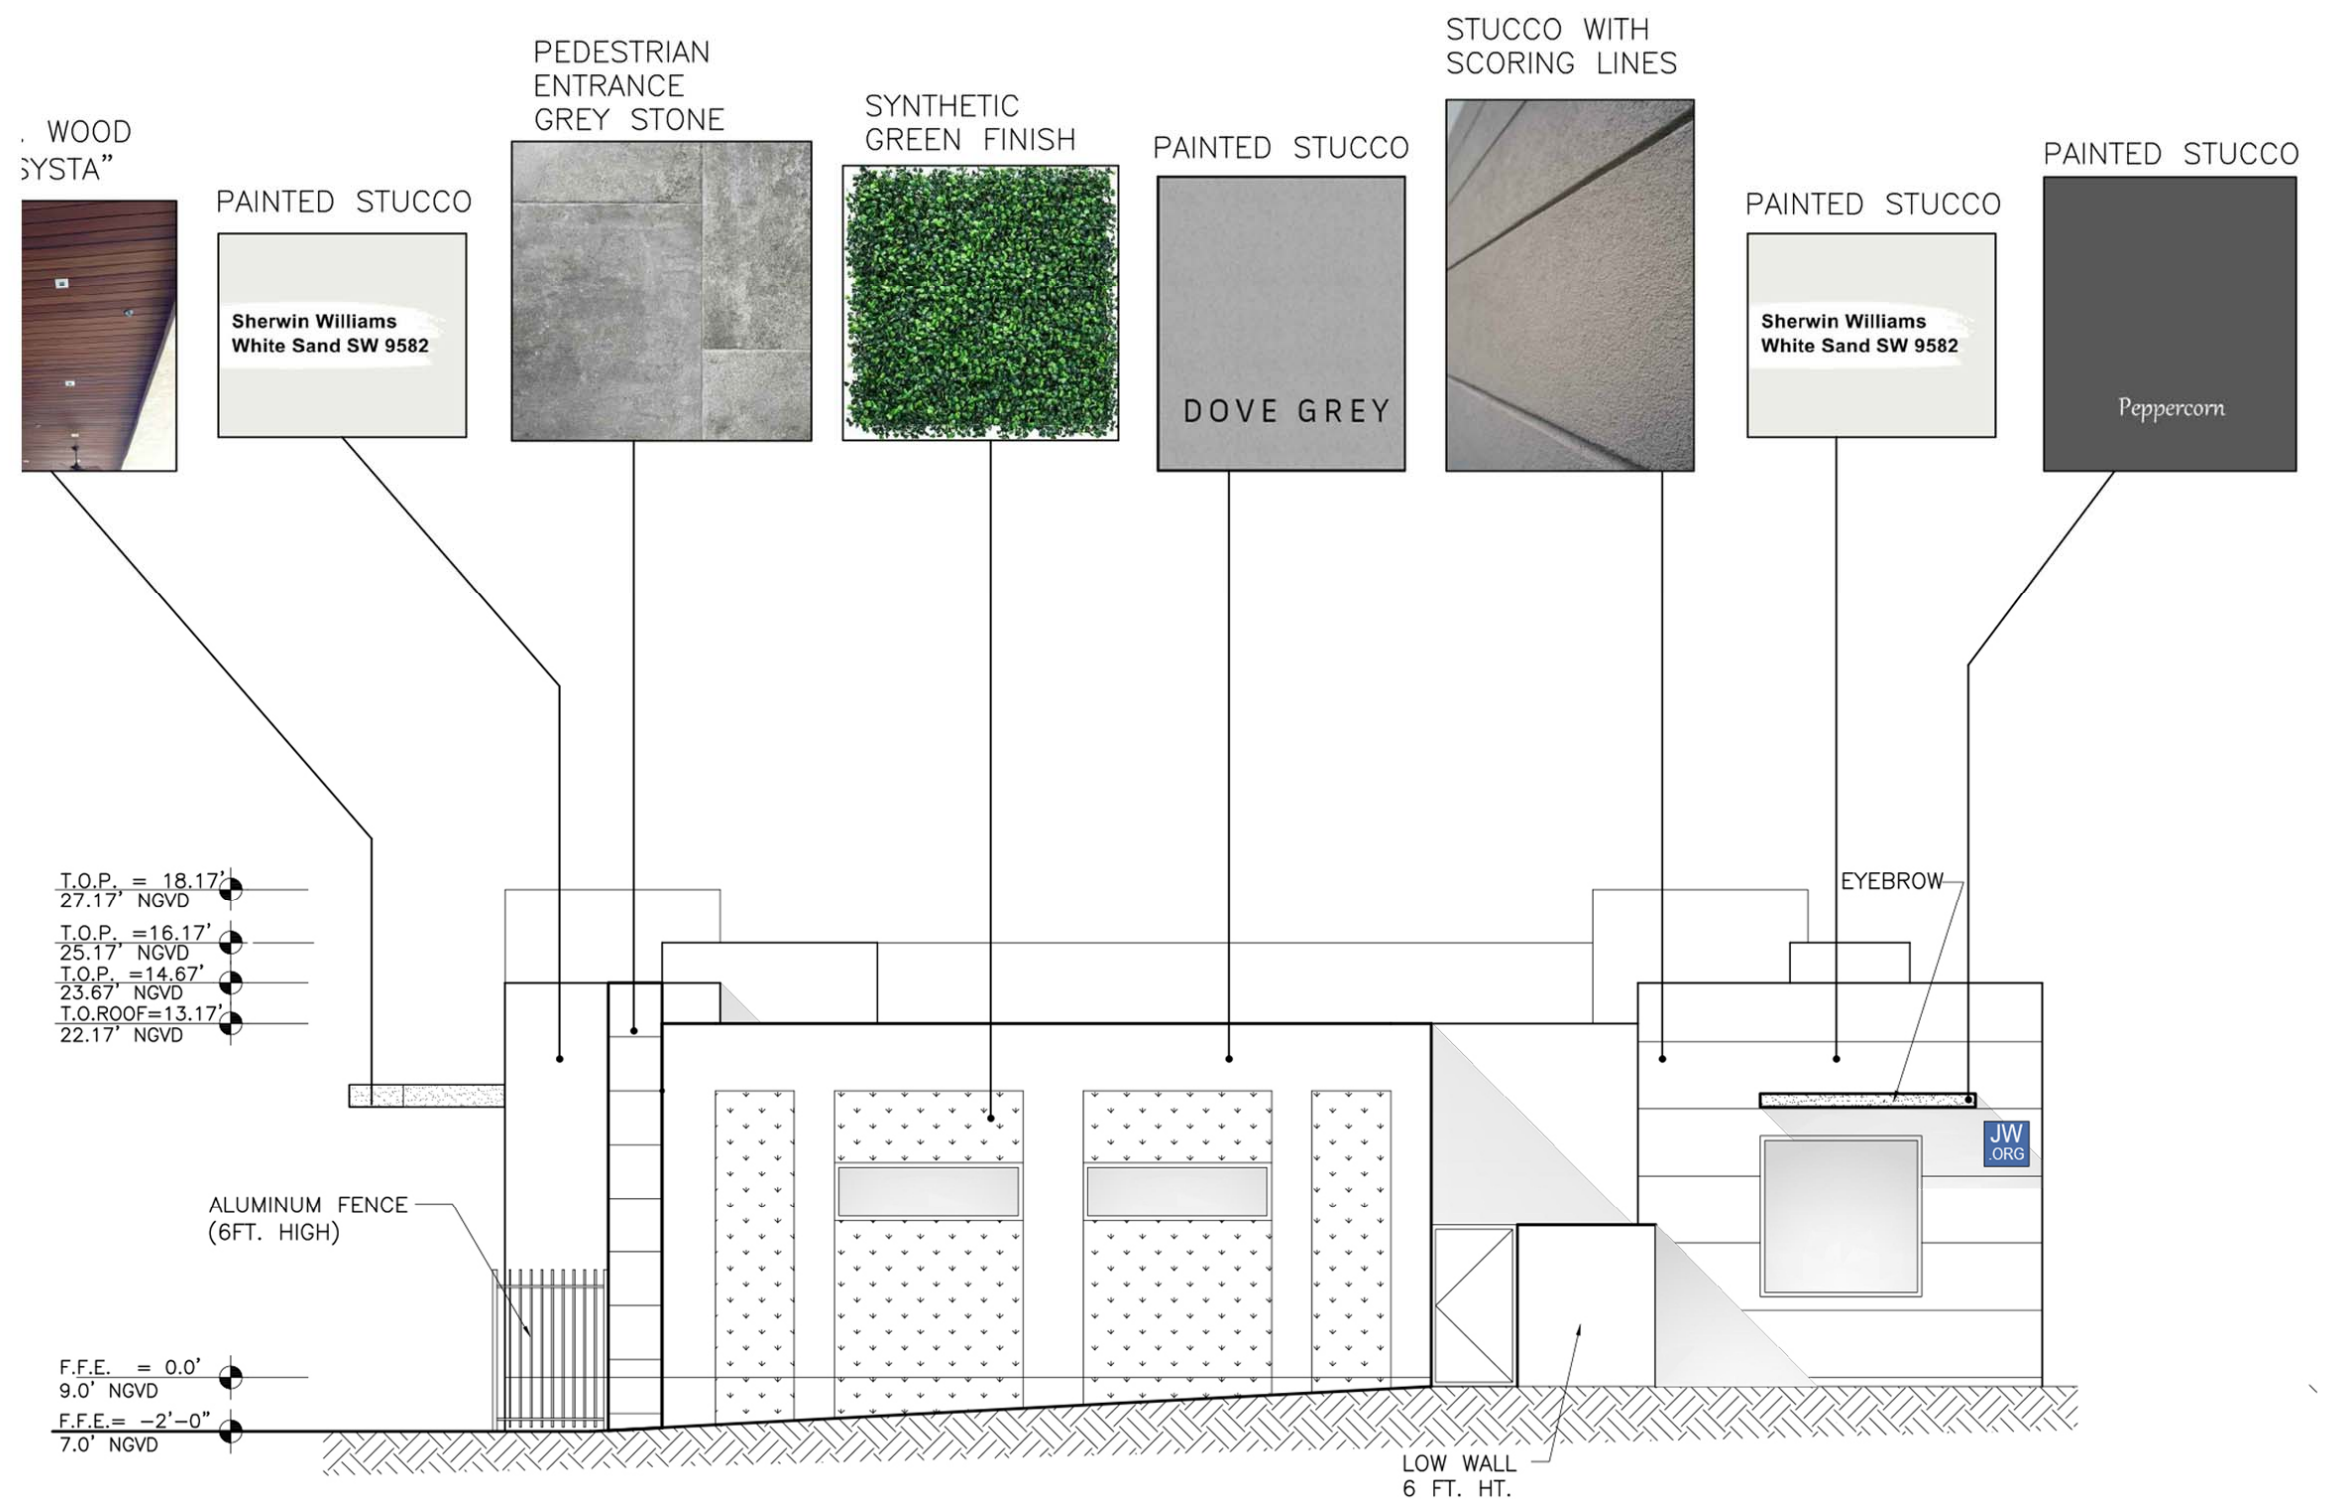 . WOOD
SYSTA"
PAINTED STUCCO
Sherwin Williams
White Sand SW 9582
PEDESTRIAN
ENTRANCE
GREY STONE
SYNTHETIC
GREEN FINISH
PAINTED STUCCO
DOVE GREY
STUCCO WITH
SCORING LINES
PAINTED STUCCO
Sherwin Williams
White Sand SW 9582
PAINTED STUCCO
Peppercorn
T.O.P. = 18.17'
27.17' NGVD
T.O.P. =16.17'
25.17' NGVD
T.O.P. =14.67'
23.67' NGVD
T.O.ROOF=13.17'
22.17' NGVD
EYEBROW
JW
.ORG
ALUMINUM FENCE
(6FT. HIGH)
F.F.E. = 0.0'
9.0' NGVD
F.F.E.= -2'-0"
7.0' NGVD
LOW WALL
6 FT. HT.